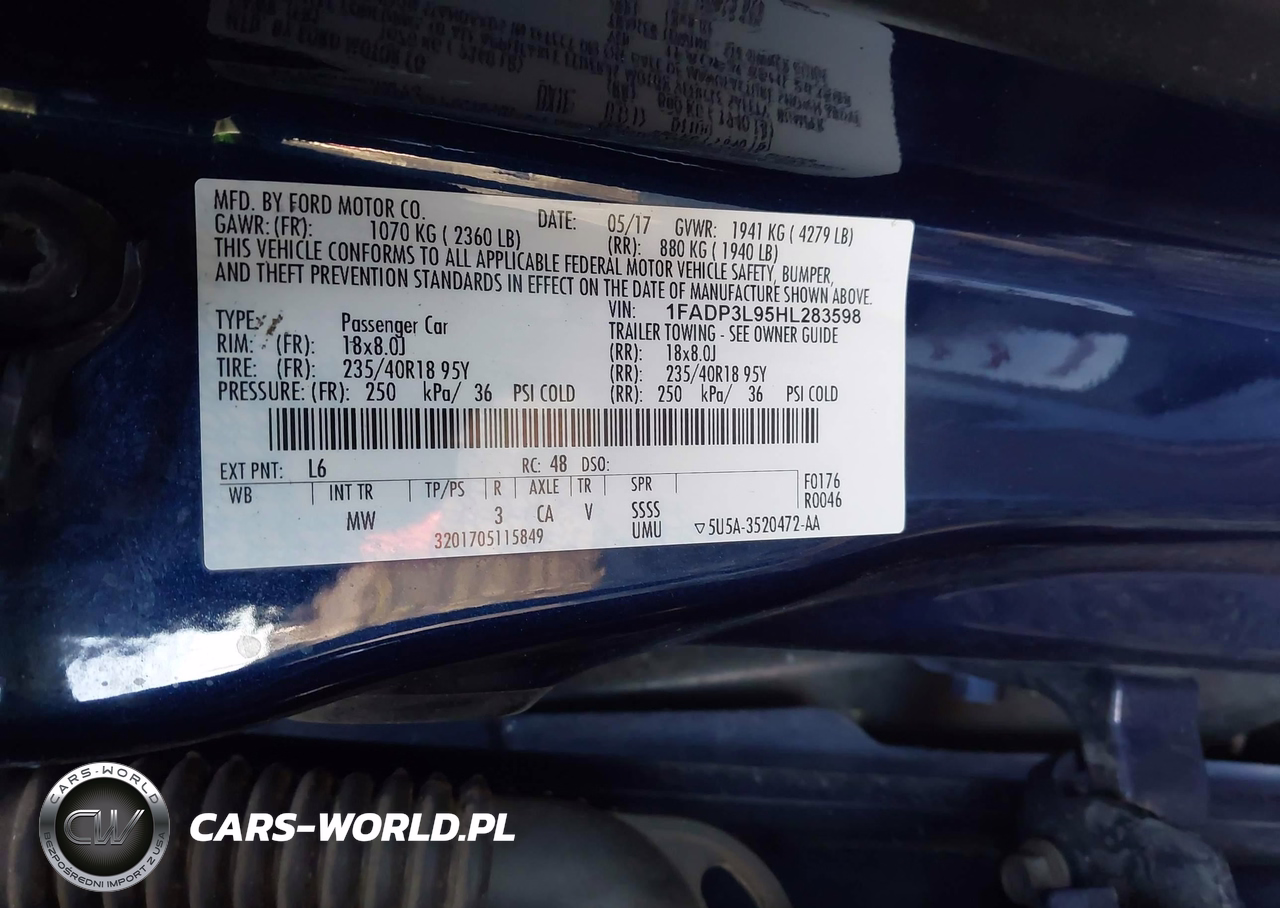 MFD. BY FORD MOTOR CO. DATE: 05/17 GVWR: 1941 KG ( 4279 LB)
GAWR: (FR): 1070 KG ( 2360 LB) (RR): 880 KG ( 1940 LB)
THIS VEHICLE CONFORMS TO ALL APPLICABLE FEDERAL MOTOR VEHICLE SAFETY, BUMPER,
AND THEFT PREVENTION STANDARDS IN EFFECT ON THE DATE OF MANUFACTURE SHOWN ABOVE.
VIN: 1FADP3L95HL283598
TYPE: Passenger Car TRAILER TOWING - SEE OWNER GUIDE
RIM: (FR): 18x8.0J (RR): 18x8.0J
TIRE: (FR): 235/40R18 95Y (RR): 235/40R18 95Y
PRESSURE: (FR): 250 kPa/ 36 PSI COLD (RR): 250 kPa/ 36 PSI COLD
EXT PNT: L6 RC: 48 DSO:
WB INT TR TP/PS R AXLE TR SPR F0176
R0046
MW 3 CA V SSSS
UMU
3201705115849 ▽5U5A-3520472-AA
CARS-WORLD
CW
BEZPOŚREDNI IMPORT Z USA
CARS-WORLD.PL